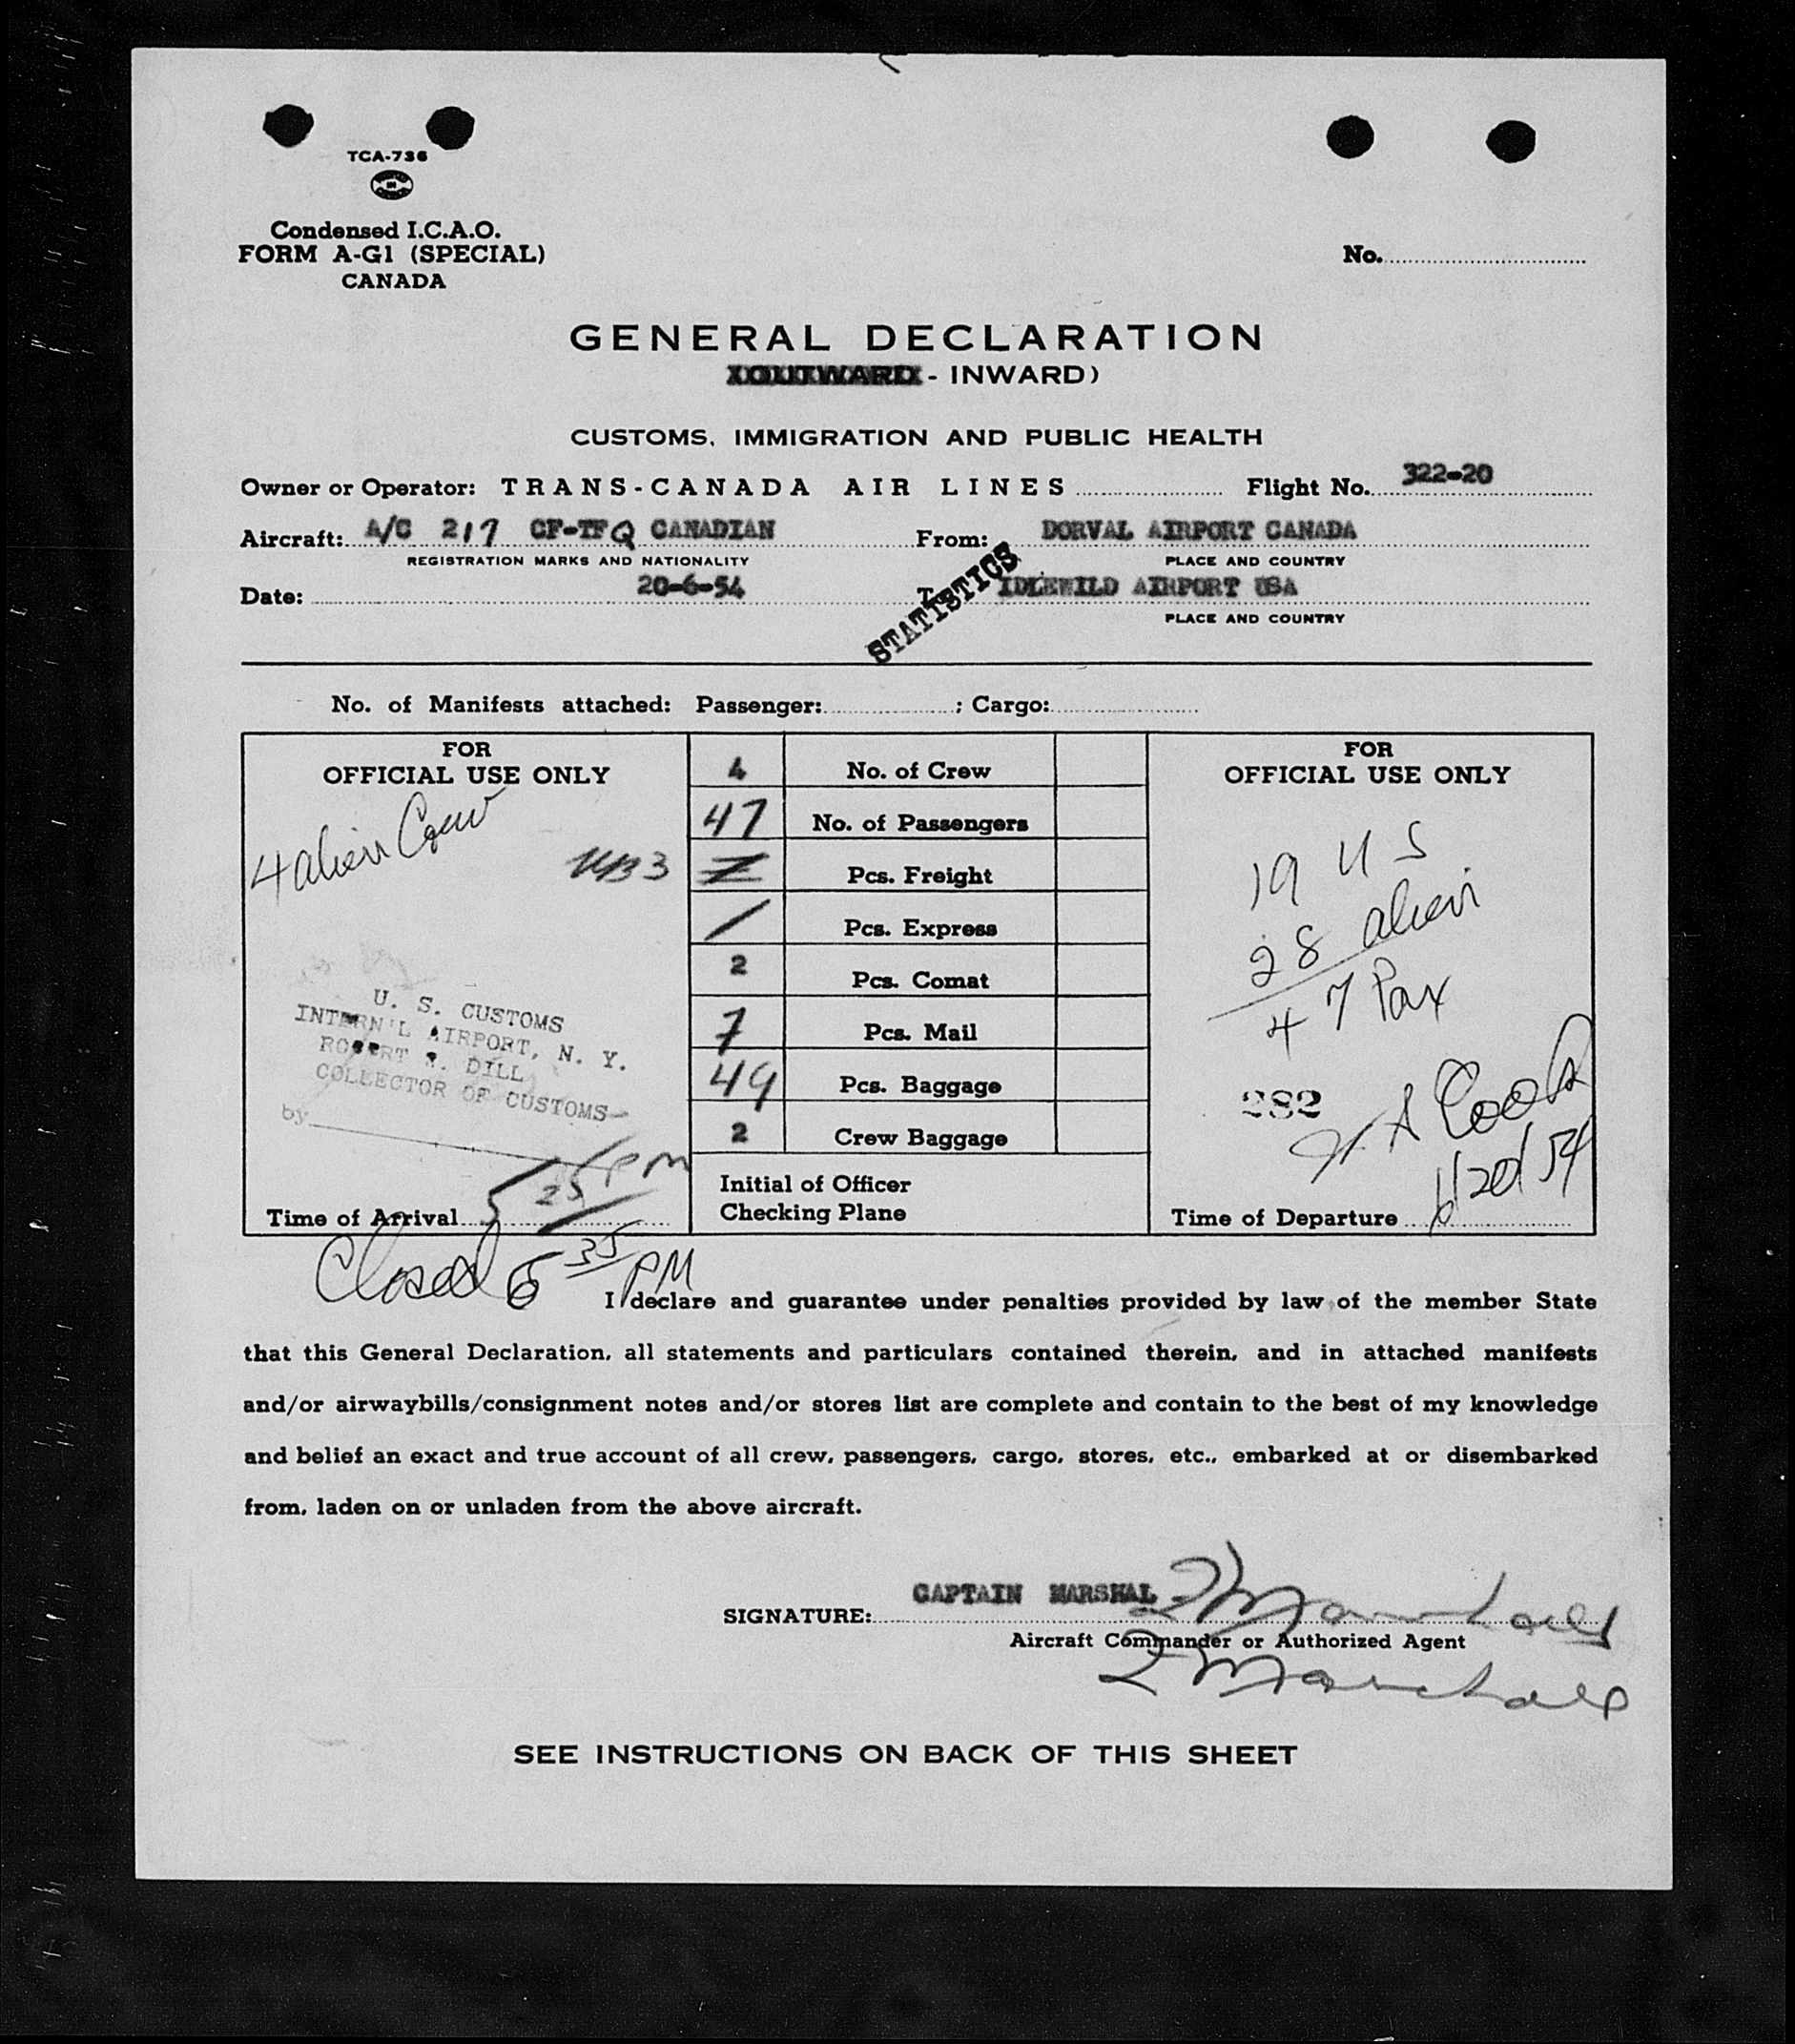 TCA-736
Condensed I.C.A.O.
FORM A-G1 (SPECIAL)
CANADA
No.
GENERAL DECLARATION
XOUTWARDX - INWARD)
CUSTOMS, IMMIGRATION AND PUBLIC HEALTH
Owner or Operator: TRANS-CANADA AIR LINES Flight No. 322-20
Aircraft: A/C 217 CF-TFQ CANADIAN From: DORVAL AIRPORT CANADA
REGISTRATION MARKS AND NATIONALITY PLACE AND COUNTRY
Date: 20-6-54 IDLEWILD AIRPORT USA
STATISTICS
PLACE AND COUNTRY
No. of Manifests attached: Passenger: ; Cargo:
FOR
OFFICIAL USE ONLY
4 alien Crew
U. S. CUSTOMS
INTERN'L AIRPORT, N. Y.
ROBERT R. DILL
COLLECTOR OF CUSTOMS
by
Time of Arrival 5 25 PM
Closed 5 35 PM
4 No. of Crew
47 No. of Passengers
Pcs. Freight
Pcs. Express
2 Pcs. Comat
7 Pcs. Mail
49 Pcs. Baggage
2 Crew Baggage
Initial of Officer
Checking Plane
FOR
OFFICIAL USE ONLY
19 US
28 alien
47 Pax
282
6/20/54
Time of Departure
I declare and guarantee under penalties provided by law of the member State
that this General Declaration, all statements and particulars contained therein, and in attached manifests
and/or airwaybills/consignment notes and/or stores list are complete and contain to the best of my knowledge
and belief an exact and true account of all crew, passengers, cargo, stores, etc., embarked at or disembarked
from, laden on or unladen from the above aircraft.
SIGNATURE: CAPTAIN MARSHAL Marshall
Aircraft Commander or Authorized Agent
Marshall
SEE INSTRUCTIONS ON BACK OF THIS SHEET